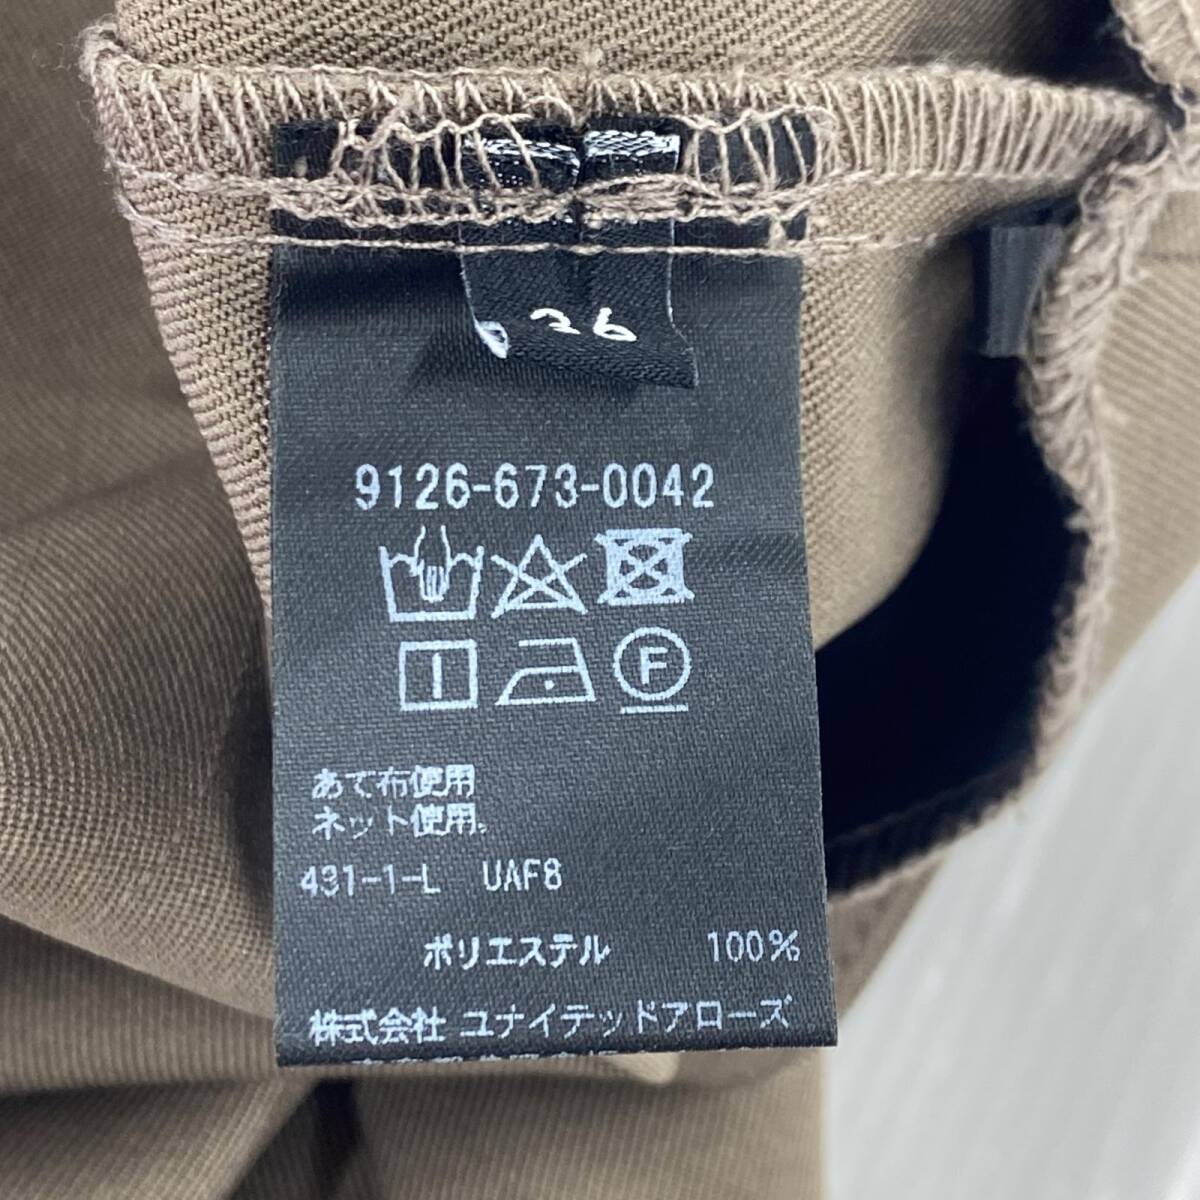 26
9126-673-0042
F
あて布使用
ネット使用。
431-1-L UAF8
ポリエステル 100%
株式会社 ユナイテッドアローズ